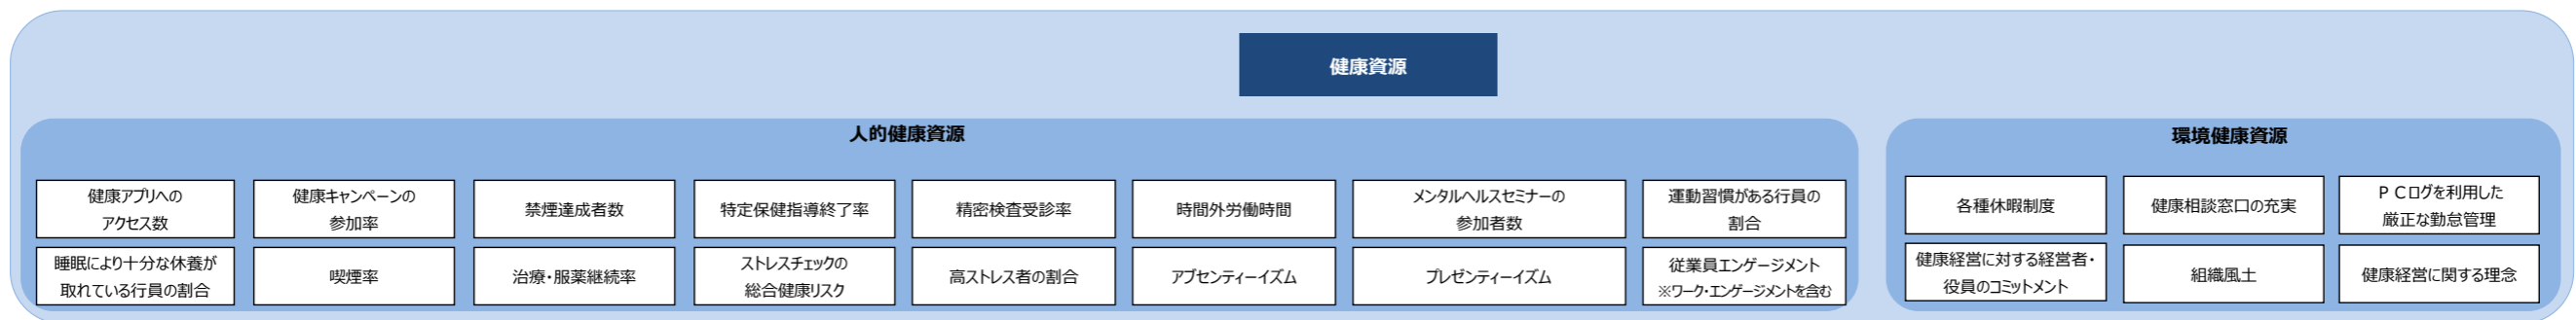 健康資源
人的健康資源
健康アプリへの
アクセス数
健康キャンペーンの
参加率
禁煙達成者数
特定保健指導終了率
精密検査受診率
時間外労働時間
メンタルヘルスセミナーの
参加者数
運動習慣がある行員の
割合
睡眠により十分な休養が
取れている行員の割合
喫煙率
治療・服薬継続率
ストレスチェックの
総合健康リスク
高ストレス者の割合
アブセンティーイズム
プレゼンティーイズム
従業員エンゲージメント
※ワーク・エンゲージメントを含む
環境健康資源
各種休暇制度
健康相談窓口の充実
ＰＣログを利用した
厳正な勤怠管理
健康経営に対する経営者・
役員のコミットメント
組織風土
健康経営に関する理念